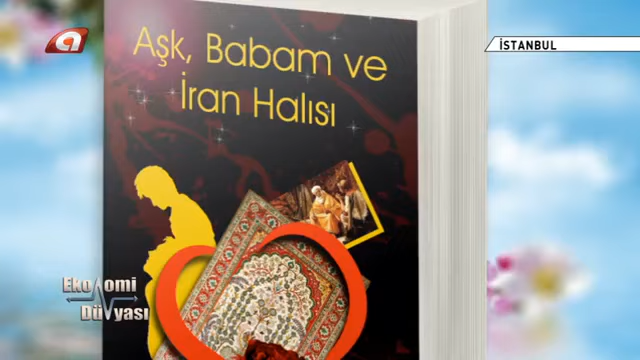 İSTANBUL
Aşk, Babam ve
İran Halısı
Ekonomi
Dünyası